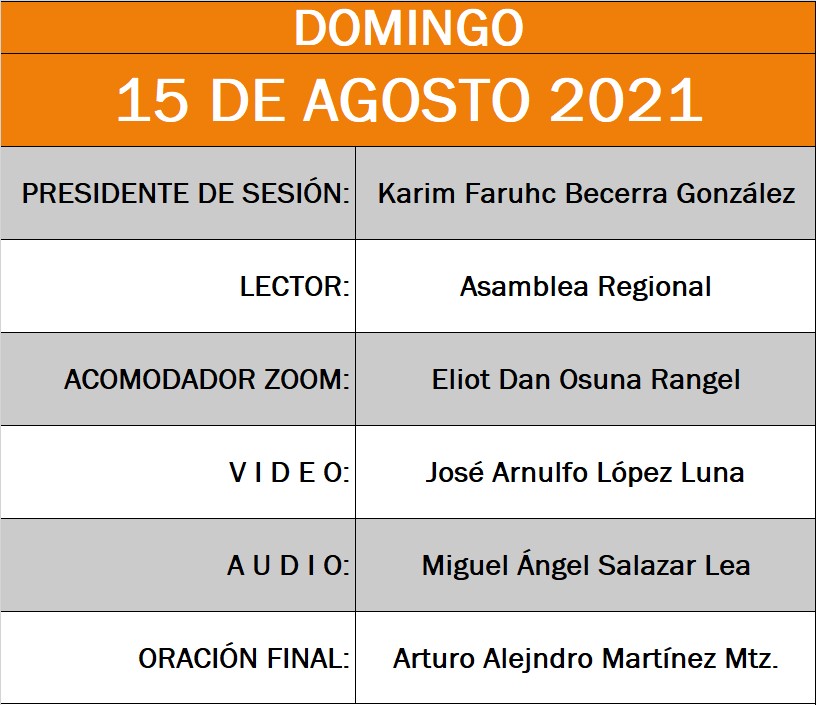 DOMINGO
15 DE AGOSTO 2021
PRESIDENTE DE SESIÓN: Karim Faruhc Becerra González
LECTOR: Asamblea Regional
ACOMODADOR ZOOM: Eliot Dan Osuna Rangel
V I D E O: José Arnulfo López Luna
A U D I O: Miguel Ángel Salazar Lea
ORACIÓN FINAL: Arturo Alejndro Martínez Mtz.